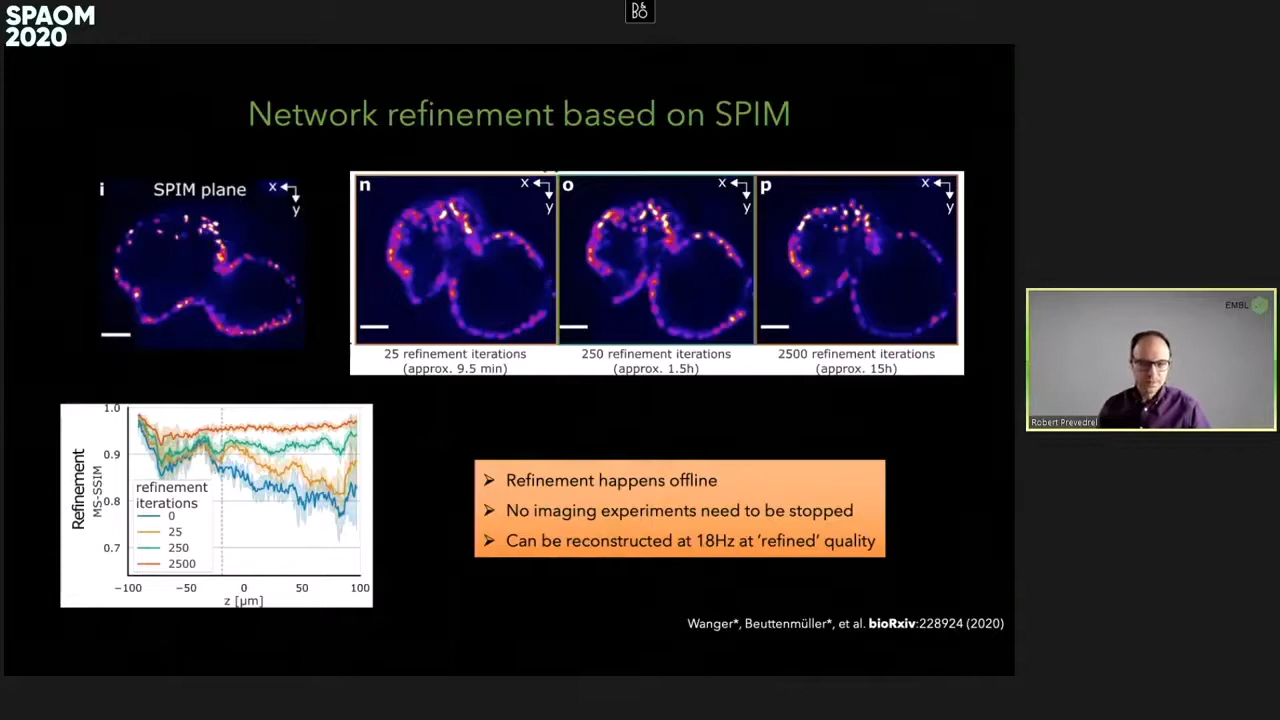 SPAOM
2020
D&
BO
Network refinement based on SPIM
i SPIM plane x
y
n x
y
o x
y
p x
y
25 refinement iterations
(approx. 9.5 min)
250 refinement iterations
(approx. 1.5h)
2500 refinement iterations
(approx. 15h)
EMBL
Robert Prevedrel
Refinement
MS-SSIM
1.0
0.9
0.8
0.7
refinement
iterations
0
25
250
2500
−100 −50 0 50 100
z [µm]
➢ Refinement happens offline
➢ No imaging experiments need to be stopped
➢ Can be reconstructed at 18Hz at ‘refined’ quality
Wanger*, Beuttenmüller*, et al. bioRxiv:228924 (2020)